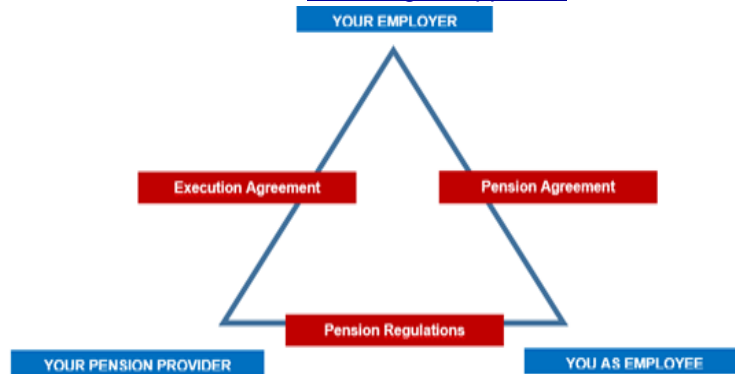 YOUR EMPLOYER
Execution Agreement
Pension Agreement
Pension Regulations
YOUR PENSION PROVIDER
YOU AS EMPLOYEE